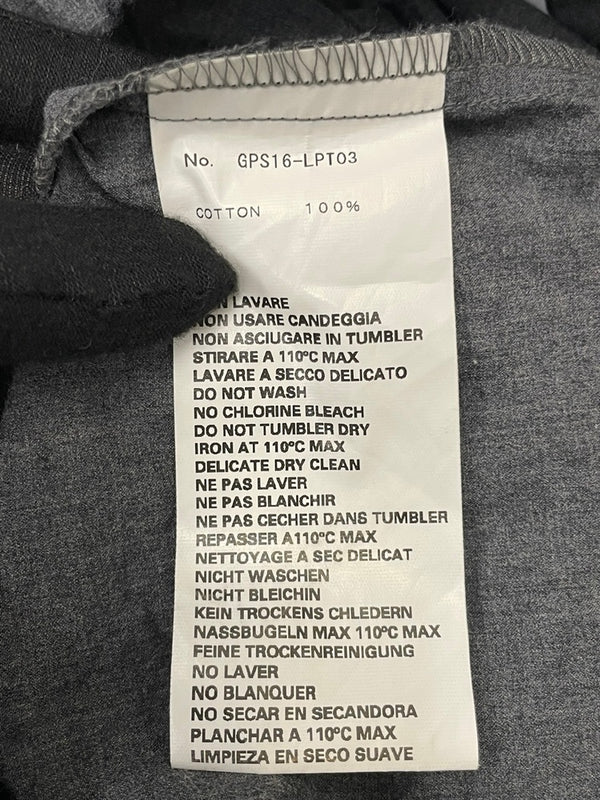 No. GPS16-LPT03
COTTON 100%
LAVARE
NON USARE CANDEGGIA
NON ASCIUGARE IN TUMBLER
STIRARE A 110°C MAX
LAVARE A SECCO DELICATO
DO NOT WASH
NO CHLORINE BLEACH
DO NOT TUMBLER DRY
IRON AT 110°C MAX
DELICATE DRY CLEAN
NE PAS LAVER
NE PAS BLANCHIR
NE PAS CECHER DANS TUMBLER
REPASSER A110°C MAX
NETTOYAGE A SEC DELICAT
NICHT WASCHEN
NICHT BLEICHIN
KEIN TROCKENS CHLEDERN
NASSBUGELN MAX 110°C MAX
FEINE TROCKENREINIGUNG
NO LAVER
NO BLANQUER
NO SECAR EN SECANDORA
PLANCHAR A 110°C MAX
LIMPIEZA EN SECO SUAVE